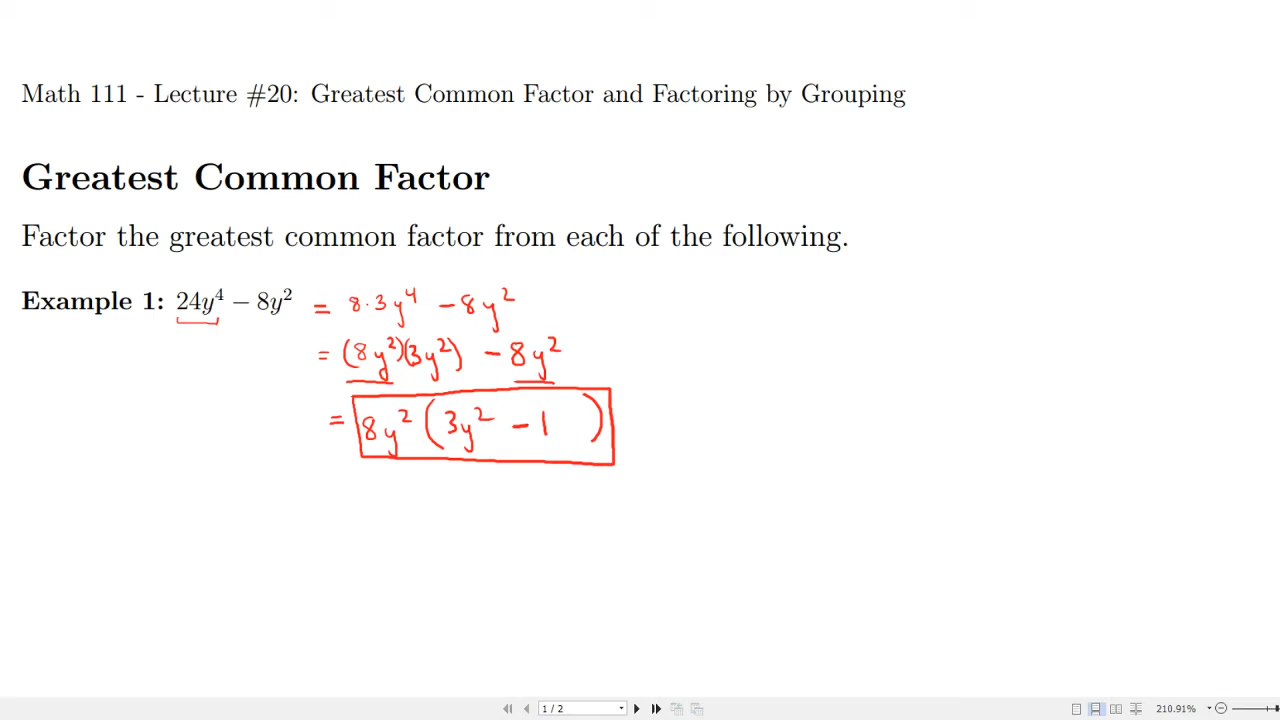 Math 111 - Lecture #20: Greatest Common Factor and Factoring by Grouping
Greatest Common Factor
Factor the greatest common factor from each of the following.
Example 1: 24y⁴ − 8y² = 8·3y⁴ − 8y²
= (8y²)(3y²) − 8y²
= 8y² (3y² − 1)
1 / 2
210.91%